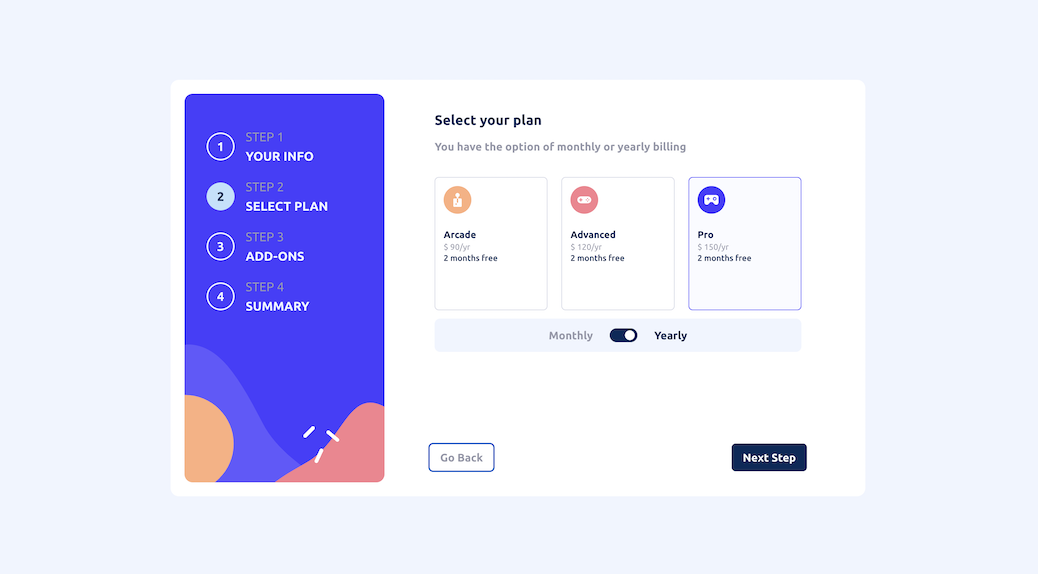 1
STEP 1
YOUR INFO
2
STEP 2
SELECT PLAN
3
STEP 3
ADD-ONS
4
STEP 4
SUMMARY
Select your plan
You have the option of monthly or yearly billing
Arcade
$ 90/yr
2 months free
Advanced
$ 120/yr
2 months free
Pro
$ 150/yr
2 months free
Monthly
Yearly
Go Back
Next Step